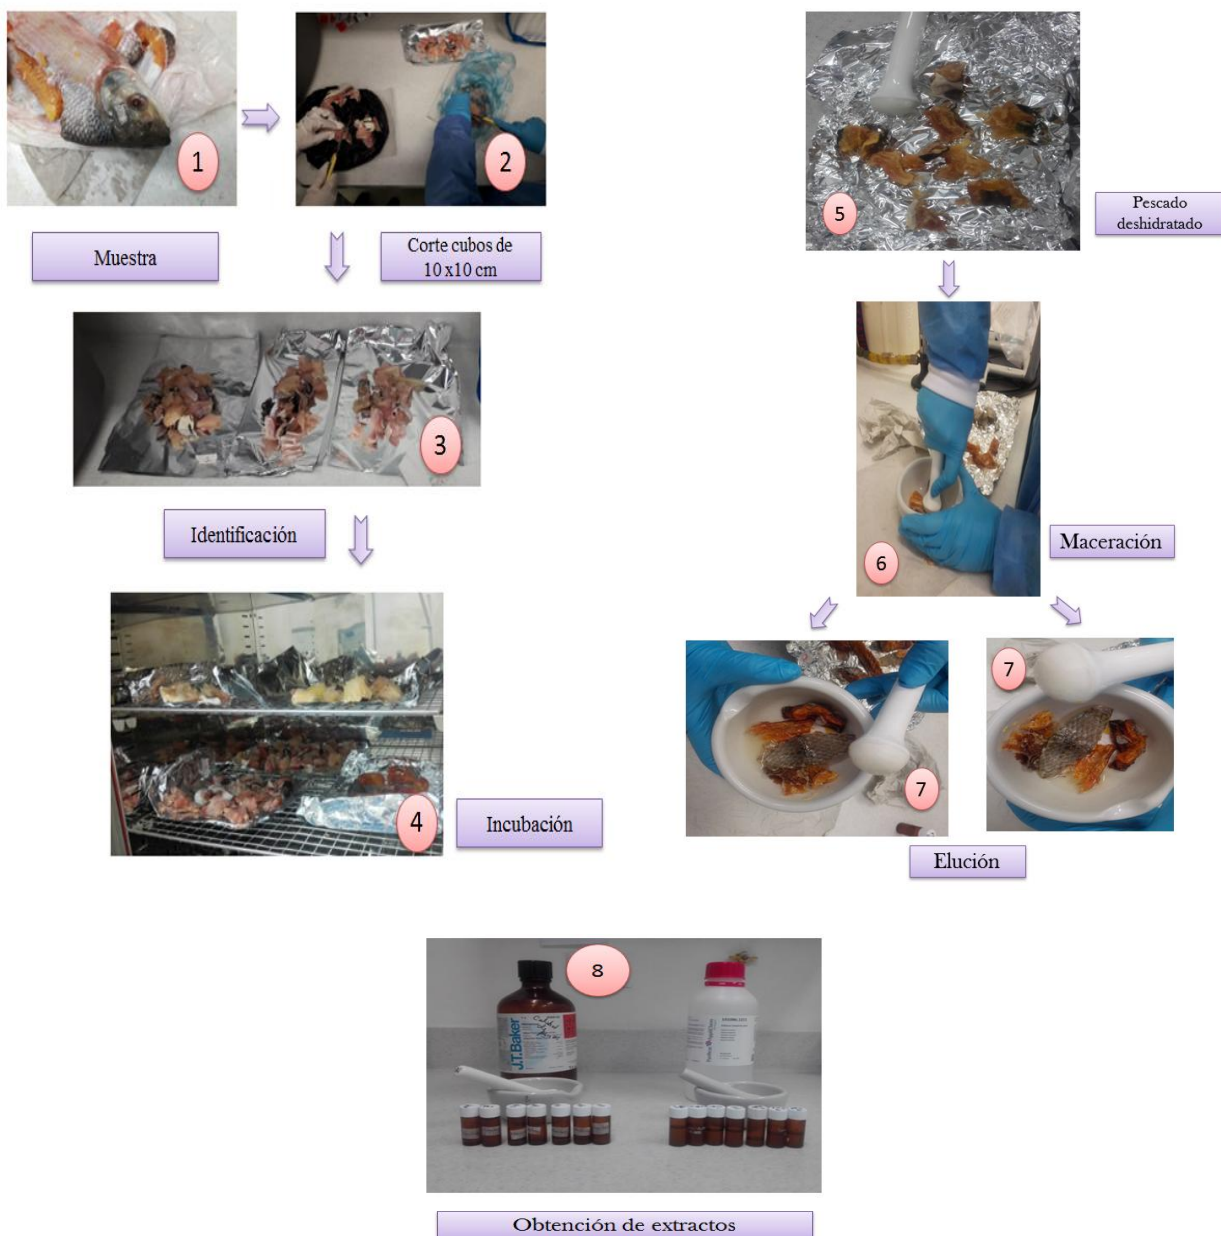 1
2
Muestra
Corte cubos de
10 x10 cm
3
Identificación
4
Incubación
5
Pescado
deshidratado
6
Maceración
7
7
Elución
8
J.T.Baker
Obtención de extractos